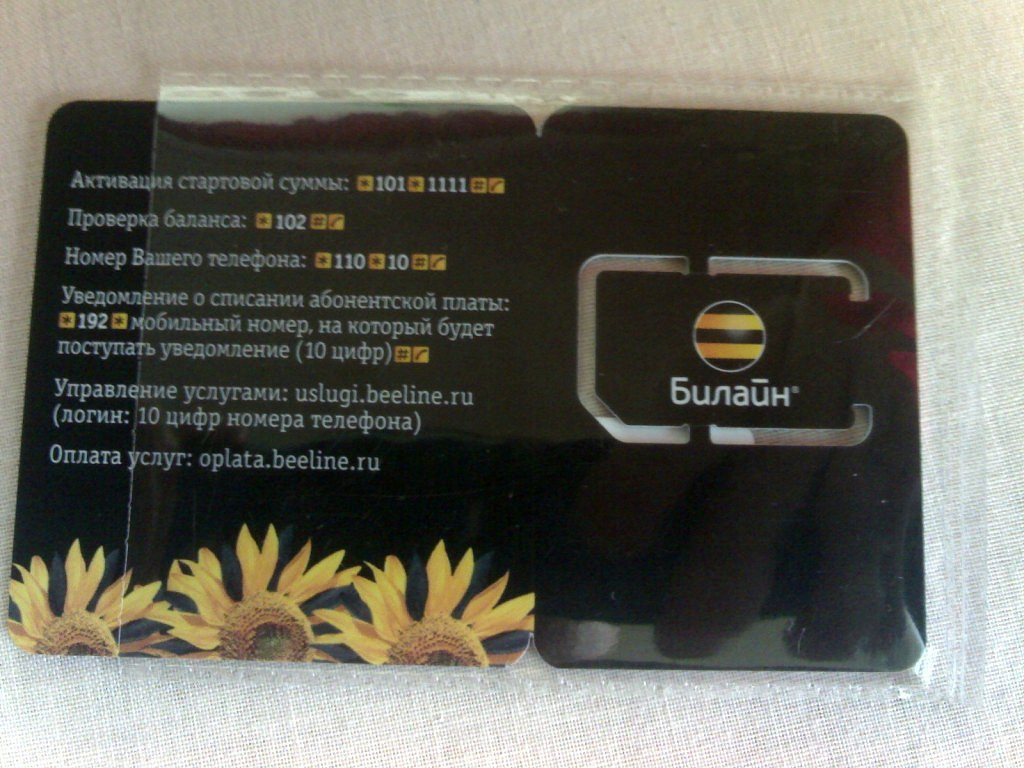 Активация стартовой суммы: *101*1111#
Проверка баланса: *102#
Номер Вашего телефона: *110*10#
Уведомление о списании абонентской платы:
*192*мобильный номер, на который будет
поступать уведомление (10 цифр)#
Управление услугами: uslugi.beeline.ru
(логин: 10 цифр номера телефона)
Оплата услуг: oplata.beeline.ru
Билайн®